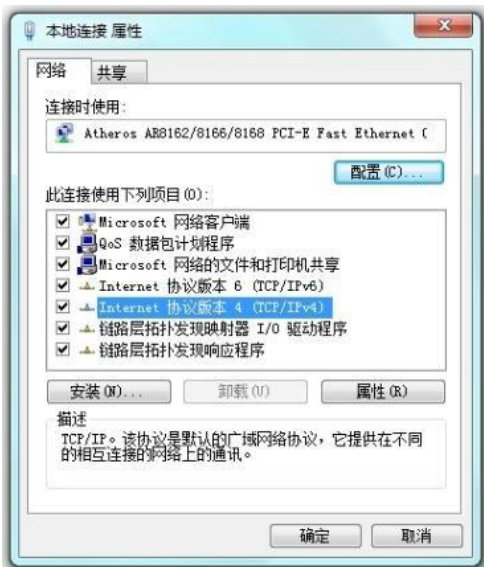 本地连接 属性
网络 共享
连接时使用:
Atheros AR8162/8166/8168 PCI-E Fast Ethernet (
配置(C)...
此连接使用下列项目(O):
Microsoft 网络客户端
QoS 数据包计划程序
Microsoft 网络的文件和打印机共享
Internet 协议版本 6 (TCP/IPv6)
Internet 协议版本 4 (TCP/IPv4)
链路层拓扑发现映射器 I/O 驱动程序
链路层拓扑发现响应程序
安装(N)... 卸载(U) 属性(R)
描述
TCP/IP。该协议是默认的广域网络协议，它提供在不同
的相互连接的网络上的通讯。
确定 取消